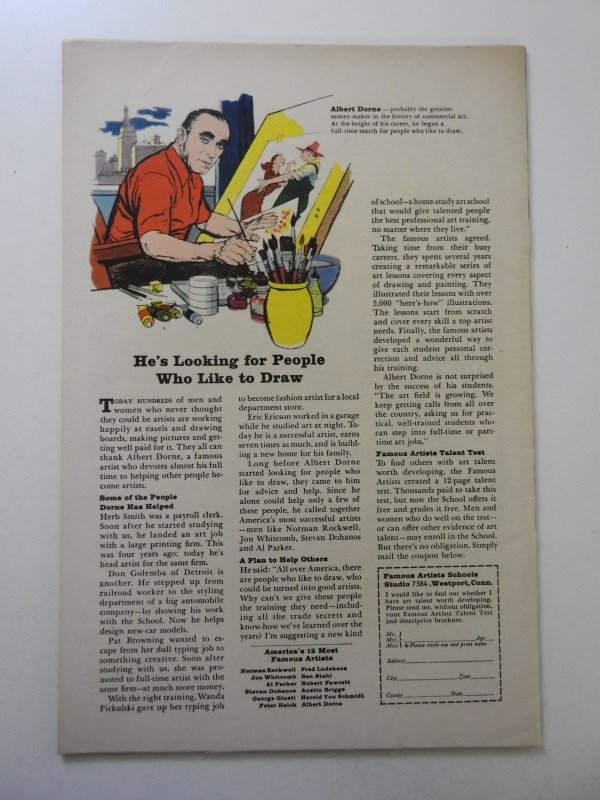 Albert Dorne—probably the greatest
money-maker in the history of commercial art.
At the height of his career, he began a
full-time search for people who like to draw.
He's Looking for People
Who Like to Draw
TODAY HUNDREDS of men and
women who never thought
they could be artists are working
happily at easels and drawing
boards, making pictures and get-
ting well paid for it. They all can
thank Albert Dorne, a famous
artist who devotes almost his full
time to helping other people be-
come artists.
Some of the People
Dorne Has Helped
Herb Smith was a payroll clerk.
Soon after he started studying
with us, he landed an art job
with a large printing firm. This
was four years ago; today he's
head artist for the same firm.
Don Golemba of Detroit is
another. He stepped up from
railroad worker to the styling
department of a big automobile
company—by showing his work
with the School. Now he helps
design new-car models.
Pat Browning wanted to es-
cape from her dull typing job to
something creative. Soon after
studying with us, she was pro-
moted to full-time artist with the
same firm—at much more money.
With the right training, Wanda
Pickulski gave up her typing job
to become fashion artist for a local
department store.
Eric Ericson worked in a garage
while he studied art at night. To-
day he is a successful artist, earns
seven times as much, and is build-
ing a new home for his family.
Long before Albert Dorne
started looking for people who
like to draw, they came to him
for advice and help. Since he
alone could help only a few of
these people, he called together
America's most successful artists
—men like Norman Rockwell,
Jon Whitcomb, Stevan Dohanos
and Al Parker.
A Plan to Help Others
He said: "All over America, there
are people who like to draw, who
could be turned into good artists.
Why can't we give these people
the training they need—includ-
ing all the trade secrets and
know-how we've learned over the
years? I'm suggesting a new kind
America's 12 Most
Famous Artists
Norman Rockwell Fred Ludekens
Jon Whitcomb Ben Stahl
Al Parker Robert Fawcett
Stevan Dohanos Austin Briggs
George Giusti Harold Von Schmidt
Peter Helck Albert Dorne
of school—a home-study art school
that would give talented people
the best professional art training,
no matter where they live."
The famous artists agreed.
Taking time from their busy
careers, they spent several years
creating a remarkable series of
art lessons covering every aspect
of drawing and painting. They
illustrated their lessons with over
5,000 "here's-how" illustrations.
The lessons start from scratch
and cover every skill a top artist
needs. Finally, the famous artists
developed a wonderful way to
give each student personal cor-
rection and advice all through
his training.
Albert Dorne is not surprised
by the success of his students.
"The art field is growing. We
keep getting calls from all over
the country, asking us for prac-
tical, well-trained students who
can step into full-time or part-
time art jobs."
Famous Artists Talent Test
To find others with art talent
worth developing, the Famous
Artists created a 12-page talent
test. Thousands paid to take this
test, but now the School offers it
free and grades it free. Men and
women who do well on the test—
or can offer other evidence of art
talent—may enroll in the School.
But there's no obligation. Simply
mail the coupon below.
Famous Artists Schools
Studio 7584, Westport, Conn.
I would like to find out whether I
have art talent worth developing.
Please send me, without obligation,
your Famous Artists Talent Test
and descriptive brochure.
Mr.
Mrs. Age
Miss Please circle one and print name
Address
City Zone
County State